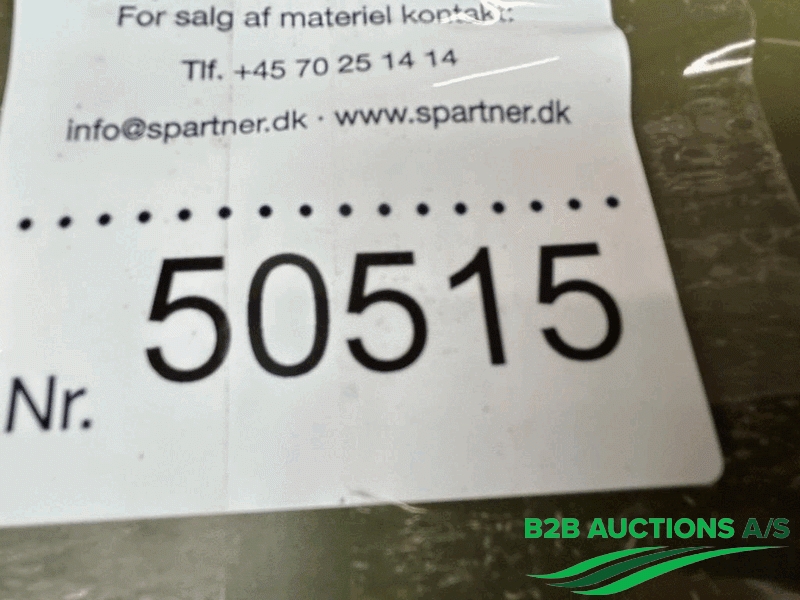 For salg af materiel kontakt:
Tlf. +45 70 25 14 14
info@spartner.dk · www.spartner.dk
Nr. 50515
B2B AUCTIONS A/S